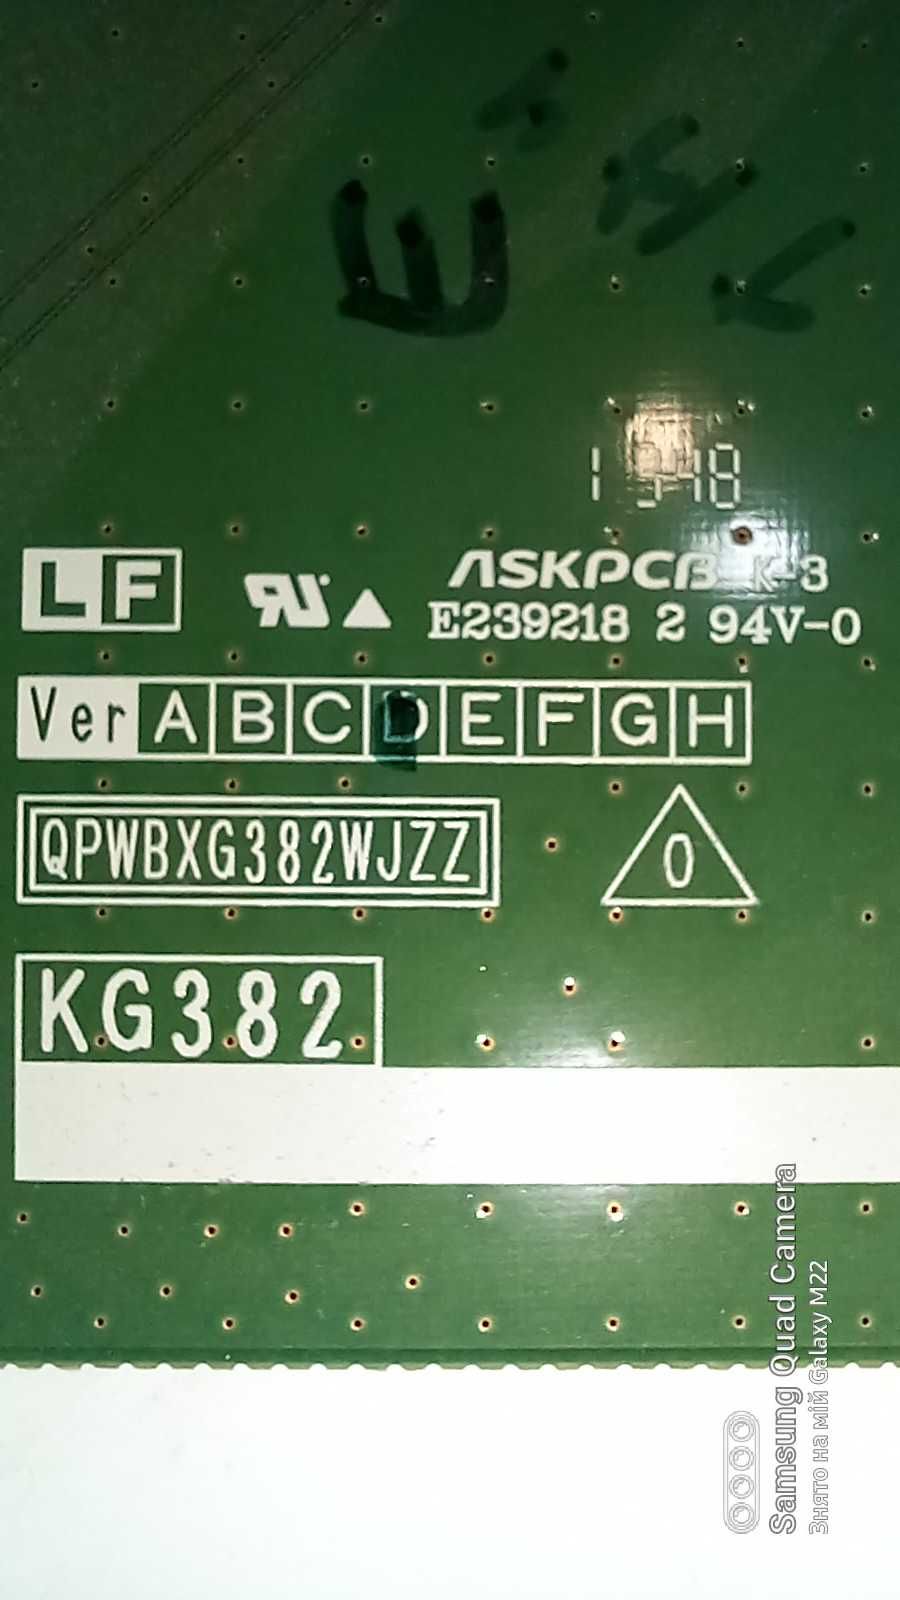 LF
ASKPCB K-3
E239218 2 94V-0
Ver A B C D E F G H
QPWBXG382WJZZ
0
KG382
Samsung Quad Camera
Знято на мій Galaxy M22